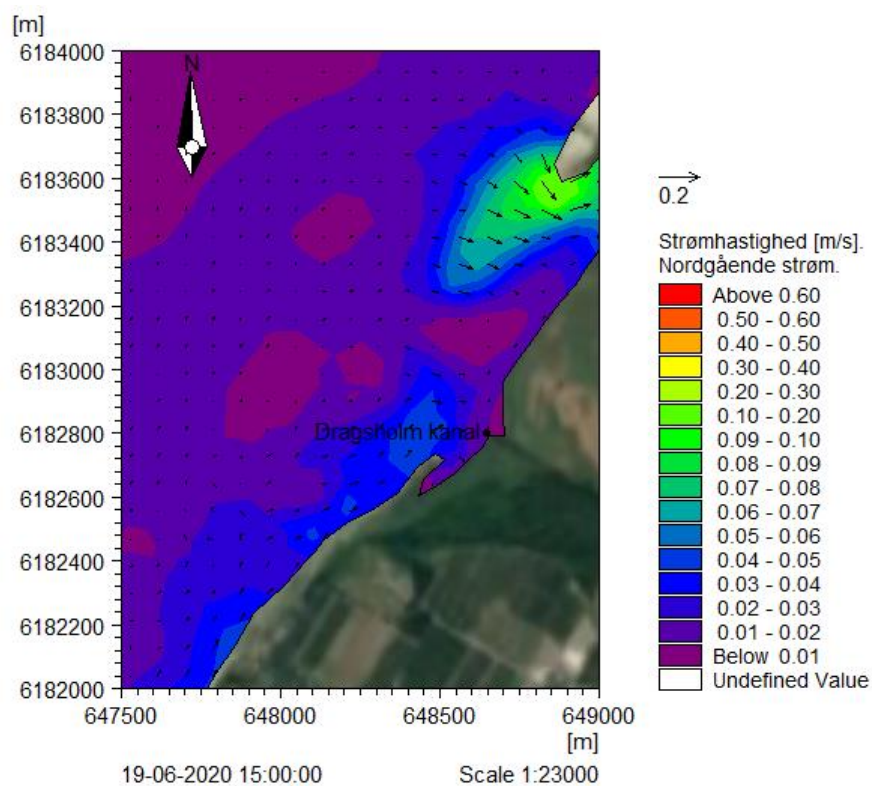 [m]
6184000
N
6183800
6183600
6183400
6183200
6183000
6182800
Dragsholm kanal
6182600
6182400
6182200
6182000
647500
648000
648500
649000
[m]
19-06-2020 15:00:00
Scale 1:23000
0.2
Strømhastighed [m/s].
Nordgående strøm.
Above 0.60
0.50 - 0.60
0.40 - 0.50
0.30 - 0.40
0.20 - 0.30
0.10 - 0.20
0.09 - 0.10
0.08 - 0.09
0.07 - 0.08
0.06 - 0.07
0.05 - 0.06
0.04 - 0.05
0.03 - 0.04
0.02 - 0.03
0.01 - 0.02
Below 0.01
Undefined Value